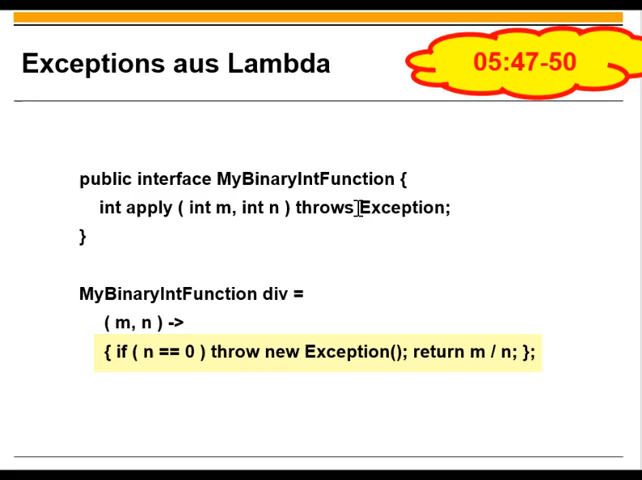 Exceptions aus Lambda
05:47-50
public interface MyBinaryIntFunction {
int apply ( int m, int n ) throws Exception;
}
MyBinaryIntFunction div =
( m, n ) ->
{ if ( n == 0 ) throw new Exception(); return m / n; };